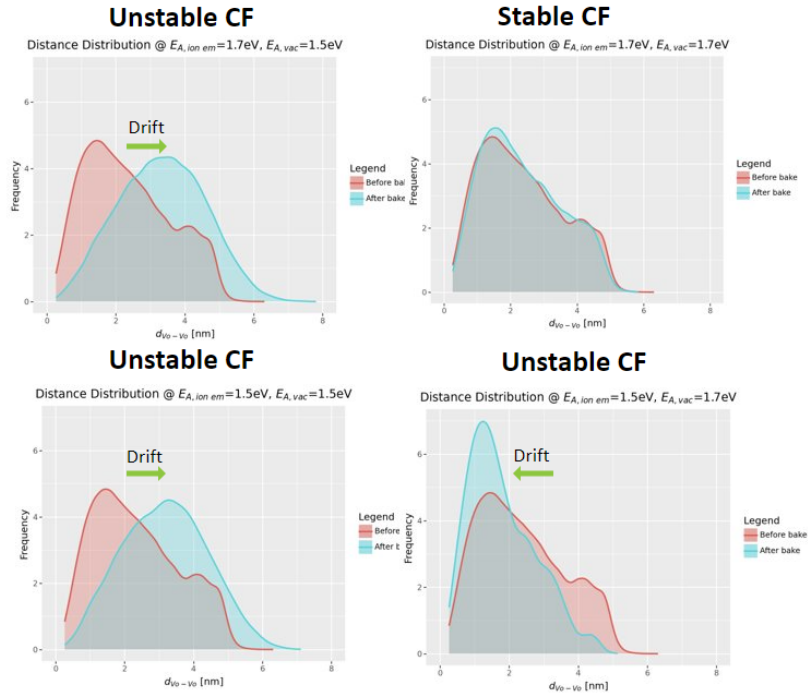 Unstable CF
Distance Distribution @ E_A,ion em=1.7eV, E_A,vac=1.5eV
Drift
Frequency
6
4
2
0
0 2 4 6 8
d_Vo-Vo [nm]
Legend
Before bal
After bake
Stable CF
Distance Distribution @ E_A,ion em=1.7eV, E_A,vac=1.7eV
Frequency
6
4
2
0
0 2 4 6 8
d_Vo-Vo [nm]
Legend
Before bake
After bake
Unstable CF
Distance Distribution @ E_A,ion em=1.5eV, E_A,vac=1.5eV
Drift
Frequency
6
4
2
0
0 2 4 6 8
d_Vo-Vo [nm]
Legend
Before
After b
Unstable CF
Distance Distribution @ E_A,ion em=1.5eV, E_A,vac=1.7eV
Drift
Frequency
6
4
2
0
0 2 4 6 8
d_Vo-Vo [nm]
Legend
Before bake
After bake